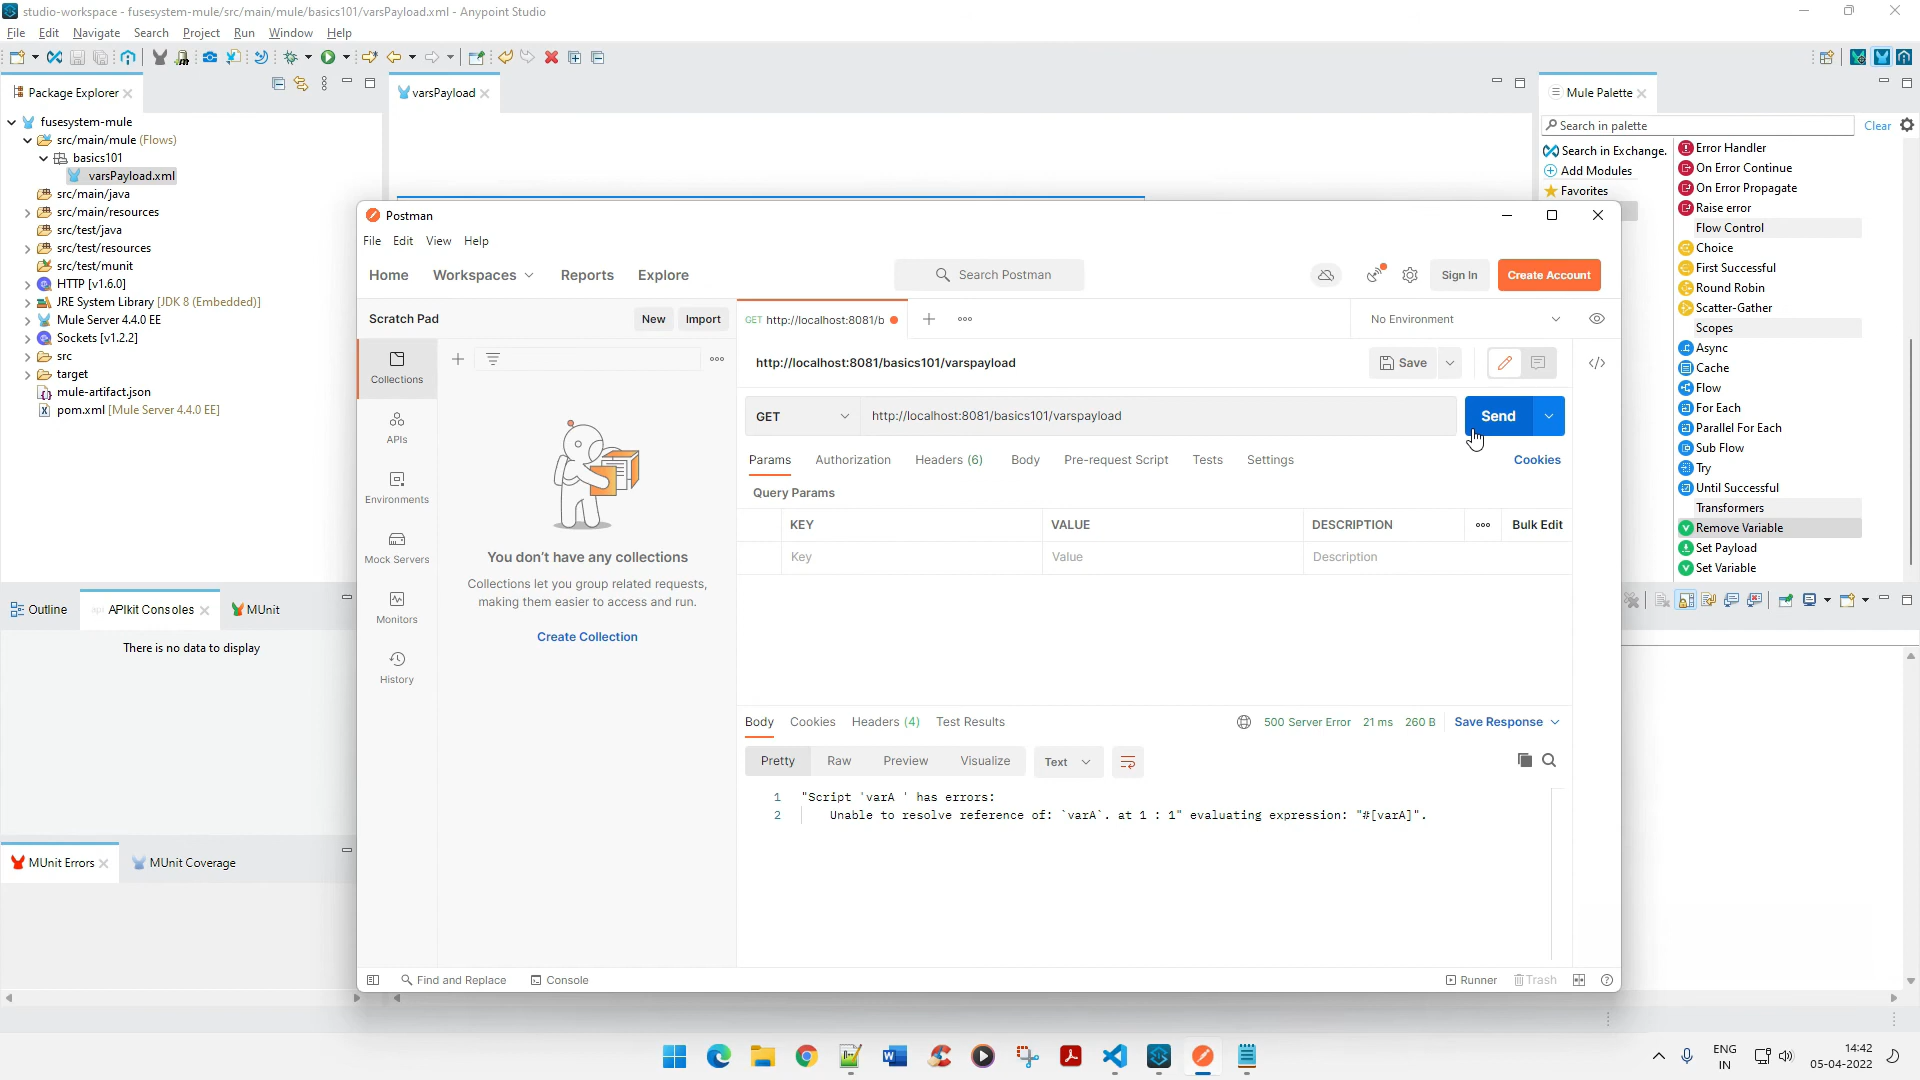 studio-workspace - fusesystem-mule/src/main/mule/basics101/varsPayload.xml - Anypoint Studio
File Edit Navigate Search Project Run Window Help
Package Explorer
varsPayload
Mule Palette
fusesystem-mule
src/main/mule (Flows)
basics101
varsPayload.xml
src/main/java
src/main/resources
src/test/java
src/test/resources
src/test/munit
HTTP [v1.6.0]
JRE System Library [JDK 8 (Embedded)]
Mule Server 4.4.0 EE
Sockets [v1.2.2]
src
target
mule-artifact.json
pom.xml [Mule Server 4.4.0 EE]
Search in palette
Clear
Search in Exchange.
Add Modules
Favorites
Error Handler
On Error Continue
On Error Propagate
Raise error
Flow Control
Choice
First Successful
Round Robin
Scatter-Gather
Scopes
Async
Cache
Flow
For Each
Parallel For Each
Sub Flow
Try
Until Successful
Transformers
Remove Variable
Set Payload
Set Variable
Postman
File Edit View Help
Home Workspaces Reports Explore
Search Postman
Sign In
Create Account
Scratch Pad
New
Import
GET http://localhost:8081/b
No Environment
Collections
APIs
Environments
Mock Servers
Monitors
History
You don't have any collections
Collections let you group related requests,
making them easier to access and run.
Create Collection
http://localhost:8081/basics101/varspayload
Save
GET
http://localhost:8081/basics101/varspayload
Send
Params Authorization Headers (6) Body Pre-request Script Tests Settings Cookies
Query Params
KEY VALUE DESCRIPTION Bulk Edit
Key Value Description
Body Cookies Headers (4) Test Results
500 Server Error 21 ms 260 B Save Response
Pretty Raw Preview Visualize Text
1 "Script 'varA ' has errors:
2 Unable to resolve reference of: `varA`. at 1 : 1" evaluating expression: "#[varA]".
Find and Replace Console
Runner Trash
Outline
APIkit Consoles
MUnit
There is no data to display
MUnit Errors
MUnit Coverage
ENG
IN
14:42
05-04-2022